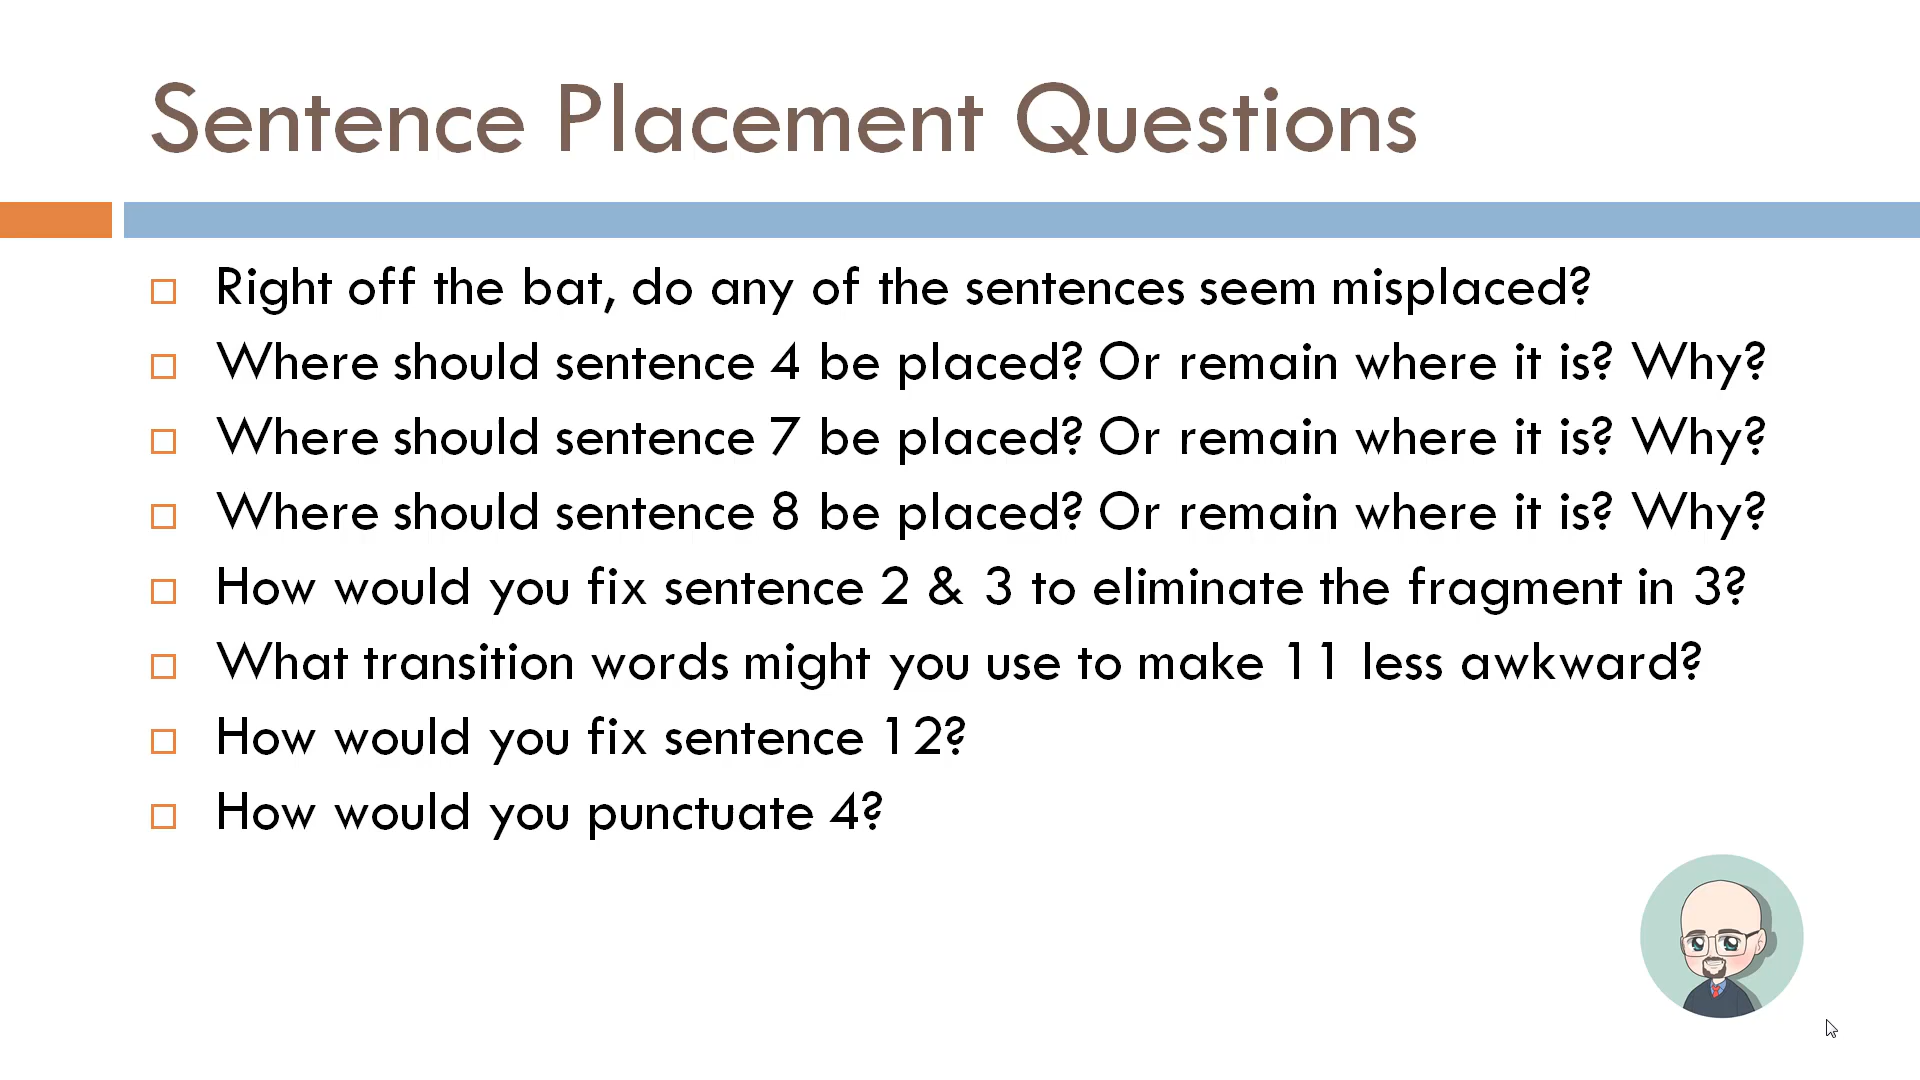 Sentence Placement Questions
Right off the bat, do any of the sentences seem misplaced?
Where should sentence 4 be placed? Or remain where it is? Why?
Where should sentence 7 be placed? Or remain where it is? Why?
Where should sentence 8 be placed? Or remain where it is? Why?
How would you fix sentence 2 & 3 to eliminate the fragment in 3?
What transition words might you use to make 11 less awkward?
How would you fix sentence 12?
How would you punctuate 4?